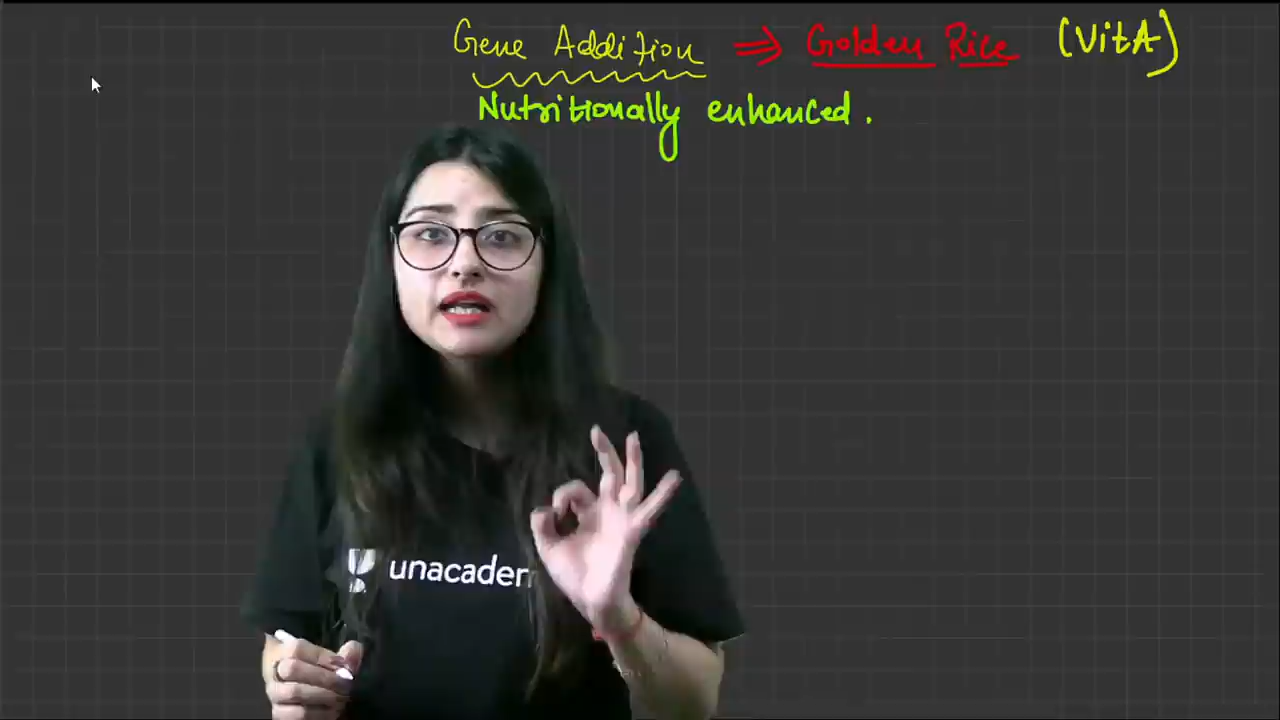 Gene Addition ⇒ Golden Rice (VitA)
Nutritionally enhanced.
unacadem